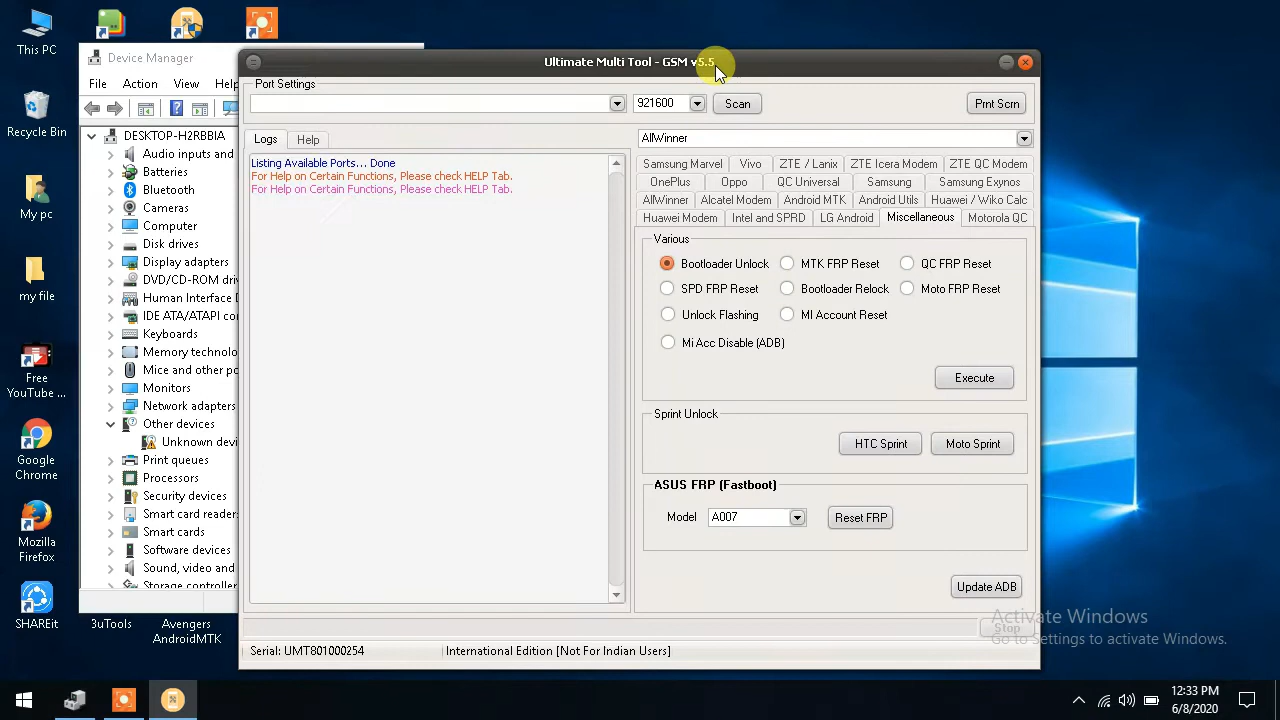 This PC
Recycle Bin
My pc
my file
Free
YouTube ...
Google
Chrome
Mozilla
Firefox
SHAREit
3uTools
Avengers
AndroidMTK
Device Manager
File Action View Help
DESKTOP-H2RBBIA
Audio inputs and
Batteries
Bluetooth
Cameras
Computer
Disk drives
Display adapters
DVD/CD-ROM
Human Interface
IDE ATA/ATAPI
Keyboards
Memory
Mice and other
Monitors
Network adapters
Other devices
Unknown
Print queues
Processors
Security devices
Smart card
Smart cards
Software devices
Sound, video and
Storage
Ultimate Multi Tool - GSM v5.5
Port Settings
921600
Scan
Prnt Scrn
Logs
Help
Listing Available Ports... Done
For Help on Certain Functions, Please check HELP Tab.
For Help on Certain Functions, Please check HELP Tab.
AllWinner
Samsung Marvel Vivo ZTE / Lanix ZTE Icera Modem ZTE QC Modem
OnePlus Oppo QC Universal Samsung Samsung Exynos
AllWinner Alcatel Modem Android MTK Android Utils Huawei / Wiko Calc
Huawei Modem Intel and SPRD LG Android Miscellaneous Motorola QC
Various
Bootloader Unlock MTK FRP Reset QC FRP Reset
SPD FRP Reset Bootloader Relock Moto FRP Reset
Unlock Flashing MI Acount Reset
Mi Acc Disable (ADB)
Execute
Sprint Unlock
HTC Sprint Moto Sprint
ASUS FRP (Fastboot)
Model A007 Reset FRP
Update ADB
Stop
Activate Windows
Go to Settings to activate Windows.
International Edition [Not For Indian Users]
12:33 PM
6/8/2020